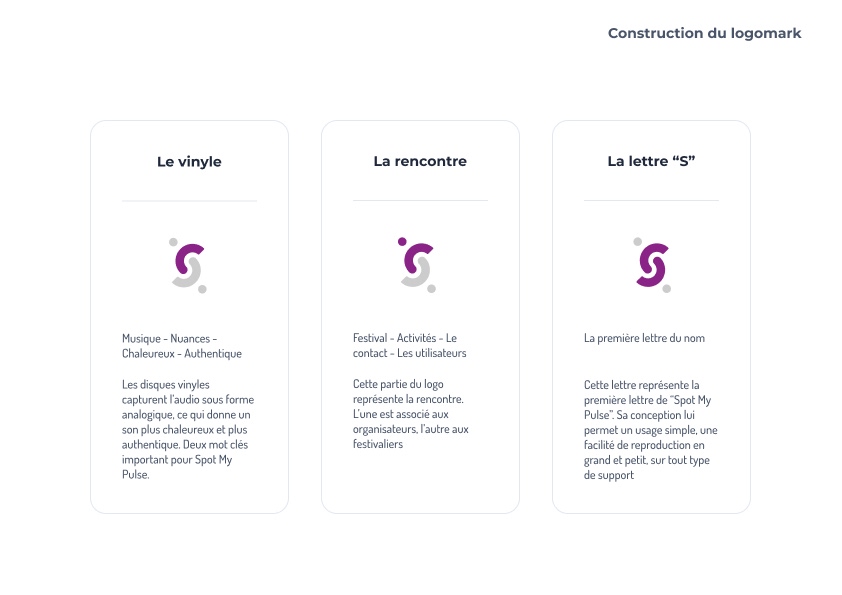 Construction du logomark
Le vinyle
Musique - Nuances -
Chaleureux - Authentique
Les disques vinyles
capturent l’audio sous forme
analogique, ce qui donne un
son plus chaleureux et plus
authentique. Deux mot clés
important pour Spot My
Pulse.
La rencontre
Festival - Activités - Le
contact - Les utilisateurs
Cette partie du logo
représente la rencontre.
L’une est associé aux
organisateurs, l’autre aux
festivaliers
La lettre “S”
La première lettre du nom
Cette lettre représente la
première lettre de “Spot My
Pulse”. Sa conception lui
permet un usage simple, une
facilité de reproduction en
grand et petit, sur tout type
de support